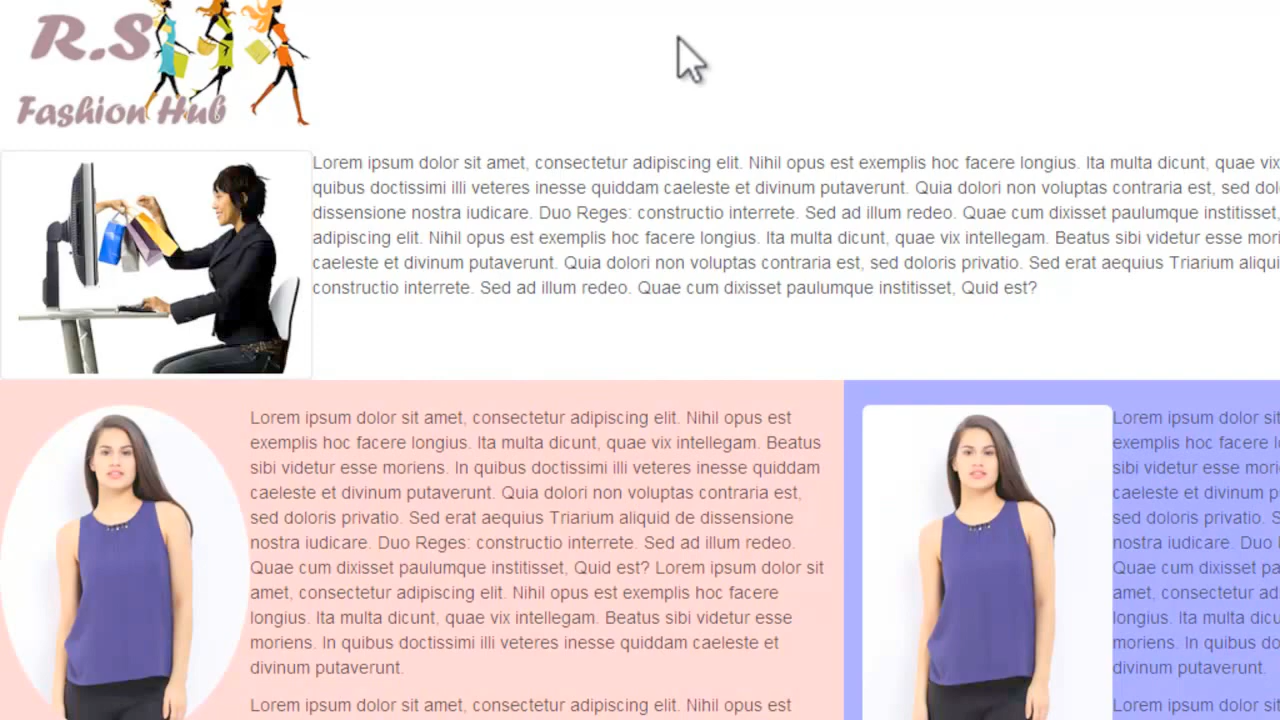 R.S
Fashion Hub
Lorem ipsum dolor sit amet, consectetur adipiscing elit. Nihil opus est exemplis hoc facere longius. Ita multa dicunt, quae vix
quibus doctissimi illi veteres inesse quiddam caeleste et divinum putaverunt. Quia dolori non voluptas contraria est, sed
dissensione nostra iudicare. Duo Reges: constructio interrete. Sed ad illum redeo. Quae cum dixisset paulumque institisset,
adipiscing elit. Nihil opus est exemplis hoc facere longius. Ita multa dicunt, quae vix intellegam. Beatus sibi videtur esse
caeleste et divinum putaverunt. Quia dolori non voluptas contraria est, sed doloris privatio. Sed erat aequius Triarium
constructio interrete. Sed ad illum redeo. Quae cum dixisset paulumque institisset, Quid est?
Lorem ipsum dolor sit amet, consectetur adipiscing elit. Nihil opus est
exemplis hoc facere longius. Ita multa dicunt, quae vix intellegam. Beatus
sibi videtur esse moriens. In quibus doctissimi illi veteres inesse quiddam
caeleste et divinum putaverunt. Quia dolori non voluptas contraria est,
sed doloris privatio. Sed erat aequius Triarium aliquid de dissensione
nostra iudicare. Duo Reges: constructio interrete. Sed ad illum redeo.
Quae cum dixisset paulumque institisset, Quid est? Lorem ipsum dolor sit
amet, consectetur adipiscing elit. Nihil opus est exemplis hoc facere
longius. Ita multa dicunt, quae vix intellegam. Beatus sibi videtur esse
moriens. In quibus doctissimi illi veteres inesse quiddam caeleste et
divinum putaverunt.
Lorem ipsum dolor sit amet, consectetur adipiscing elit. Nihil opus est
Lorem ipsum dolor sit
exemplis hoc facere
sibi videtur esse
caeleste et divinum
sed doloris privatio.
nostra iudicare. Duo
Quae cum dixisset
amet, consectetur
longius. Ita multa
moriens. In quibus
divinum putaverunt.
Lorem ipsum dolor sit